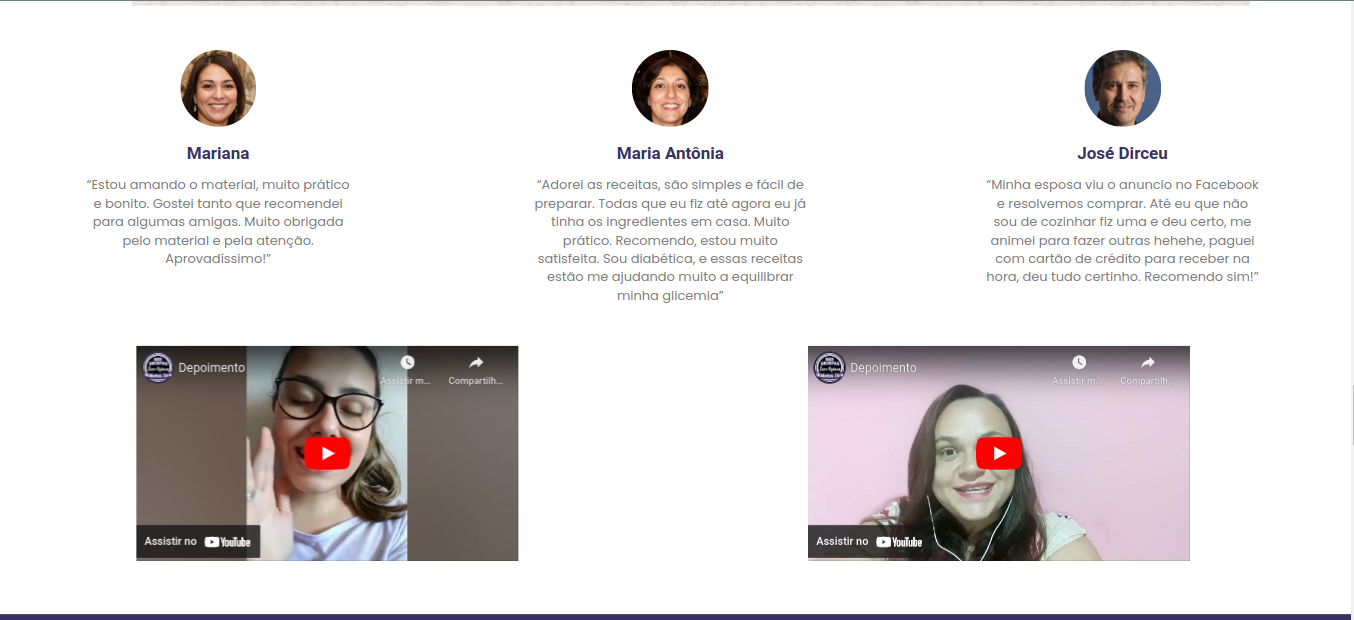 Mariana
“Estou amando o material, muito prático
e bonito. Gostei tanto que recomendei
para algumas amigas. Muito obrigada
pelo material e pela atenção.
Aprovadíssimo!”
Maria Antônia
“Adorei as receitas, são simples e fácil de
preparar. Todas que eu fiz até agora eu já
tinha os ingredientes em casa. Muito
prático. Recomendo, estou muito
satisfeita. Sou diabética, e essas receitas
estão me ajudando muito a equilibrar
minha glicemia”
José Dirceu
“Minha esposa viu o anuncio no Facebook
e resolvemos comprar. Até eu que não
sou de cozinhar fiz uma e deu certo, me
animei para fazer outras hehehe, paguei
com cartão de crédito para receber na
hora, deu tudo certinho. Recomendo sim!”
Depoimento
Assistir m...
Compartilh...
Assistir no YouTube
Depoimento
Assistir m...
Compartilh...
Assistir no YouTube